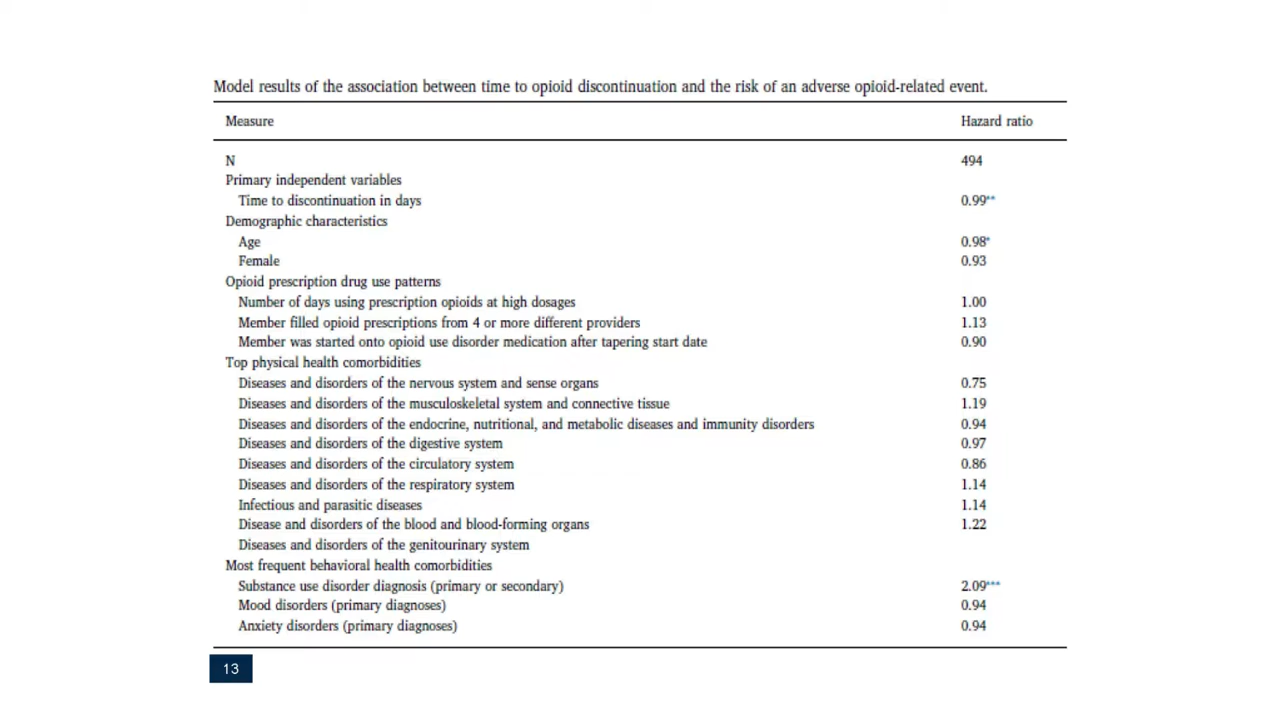 Model results of the association between time to opioid discontinuation and the risk of an adverse opioid-related event.
Measure Hazard ratio
N 494
Primary independent variables
Time to discontinuation in days 0.99**
Demographic characteristics
Age 0.98*
Female 0.93
Opioid prescription drug use patterns
Number of days using prescription opioids at high dosages 1.00
Member filled opioid prescriptions from 4 or more different providers 1.13
Member was started onto opioid use disorder medication after tapering start date 0.90
Top physical health comorbidities
Diseases and disorders of the nervous system and sense organs 0.75
Diseases and disorders of the musculoskeletal system and connective tissue 1.19
Diseases and disorders of the endocrine, nutritional, and metabolic diseases and immunity disorders 0.94
Diseases and disorders of the digestive system 0.97
Diseases and disorders of the circulatory system 0.86
Diseases and disorders of the respiratory system 1.14
Infectious and parasitic diseases 1.14
Disease and disorders of the blood and blood-forming organs 1.22
Diseases and disorders of the genitourinary system
Most frequent behavioral health comorbidities
Substance use disorder diagnosis (primary or secondary) 2.09***
Mood disorders (primary diagnoses) 0.94
Anxiety disorders (primary diagnoses) 0.94
13